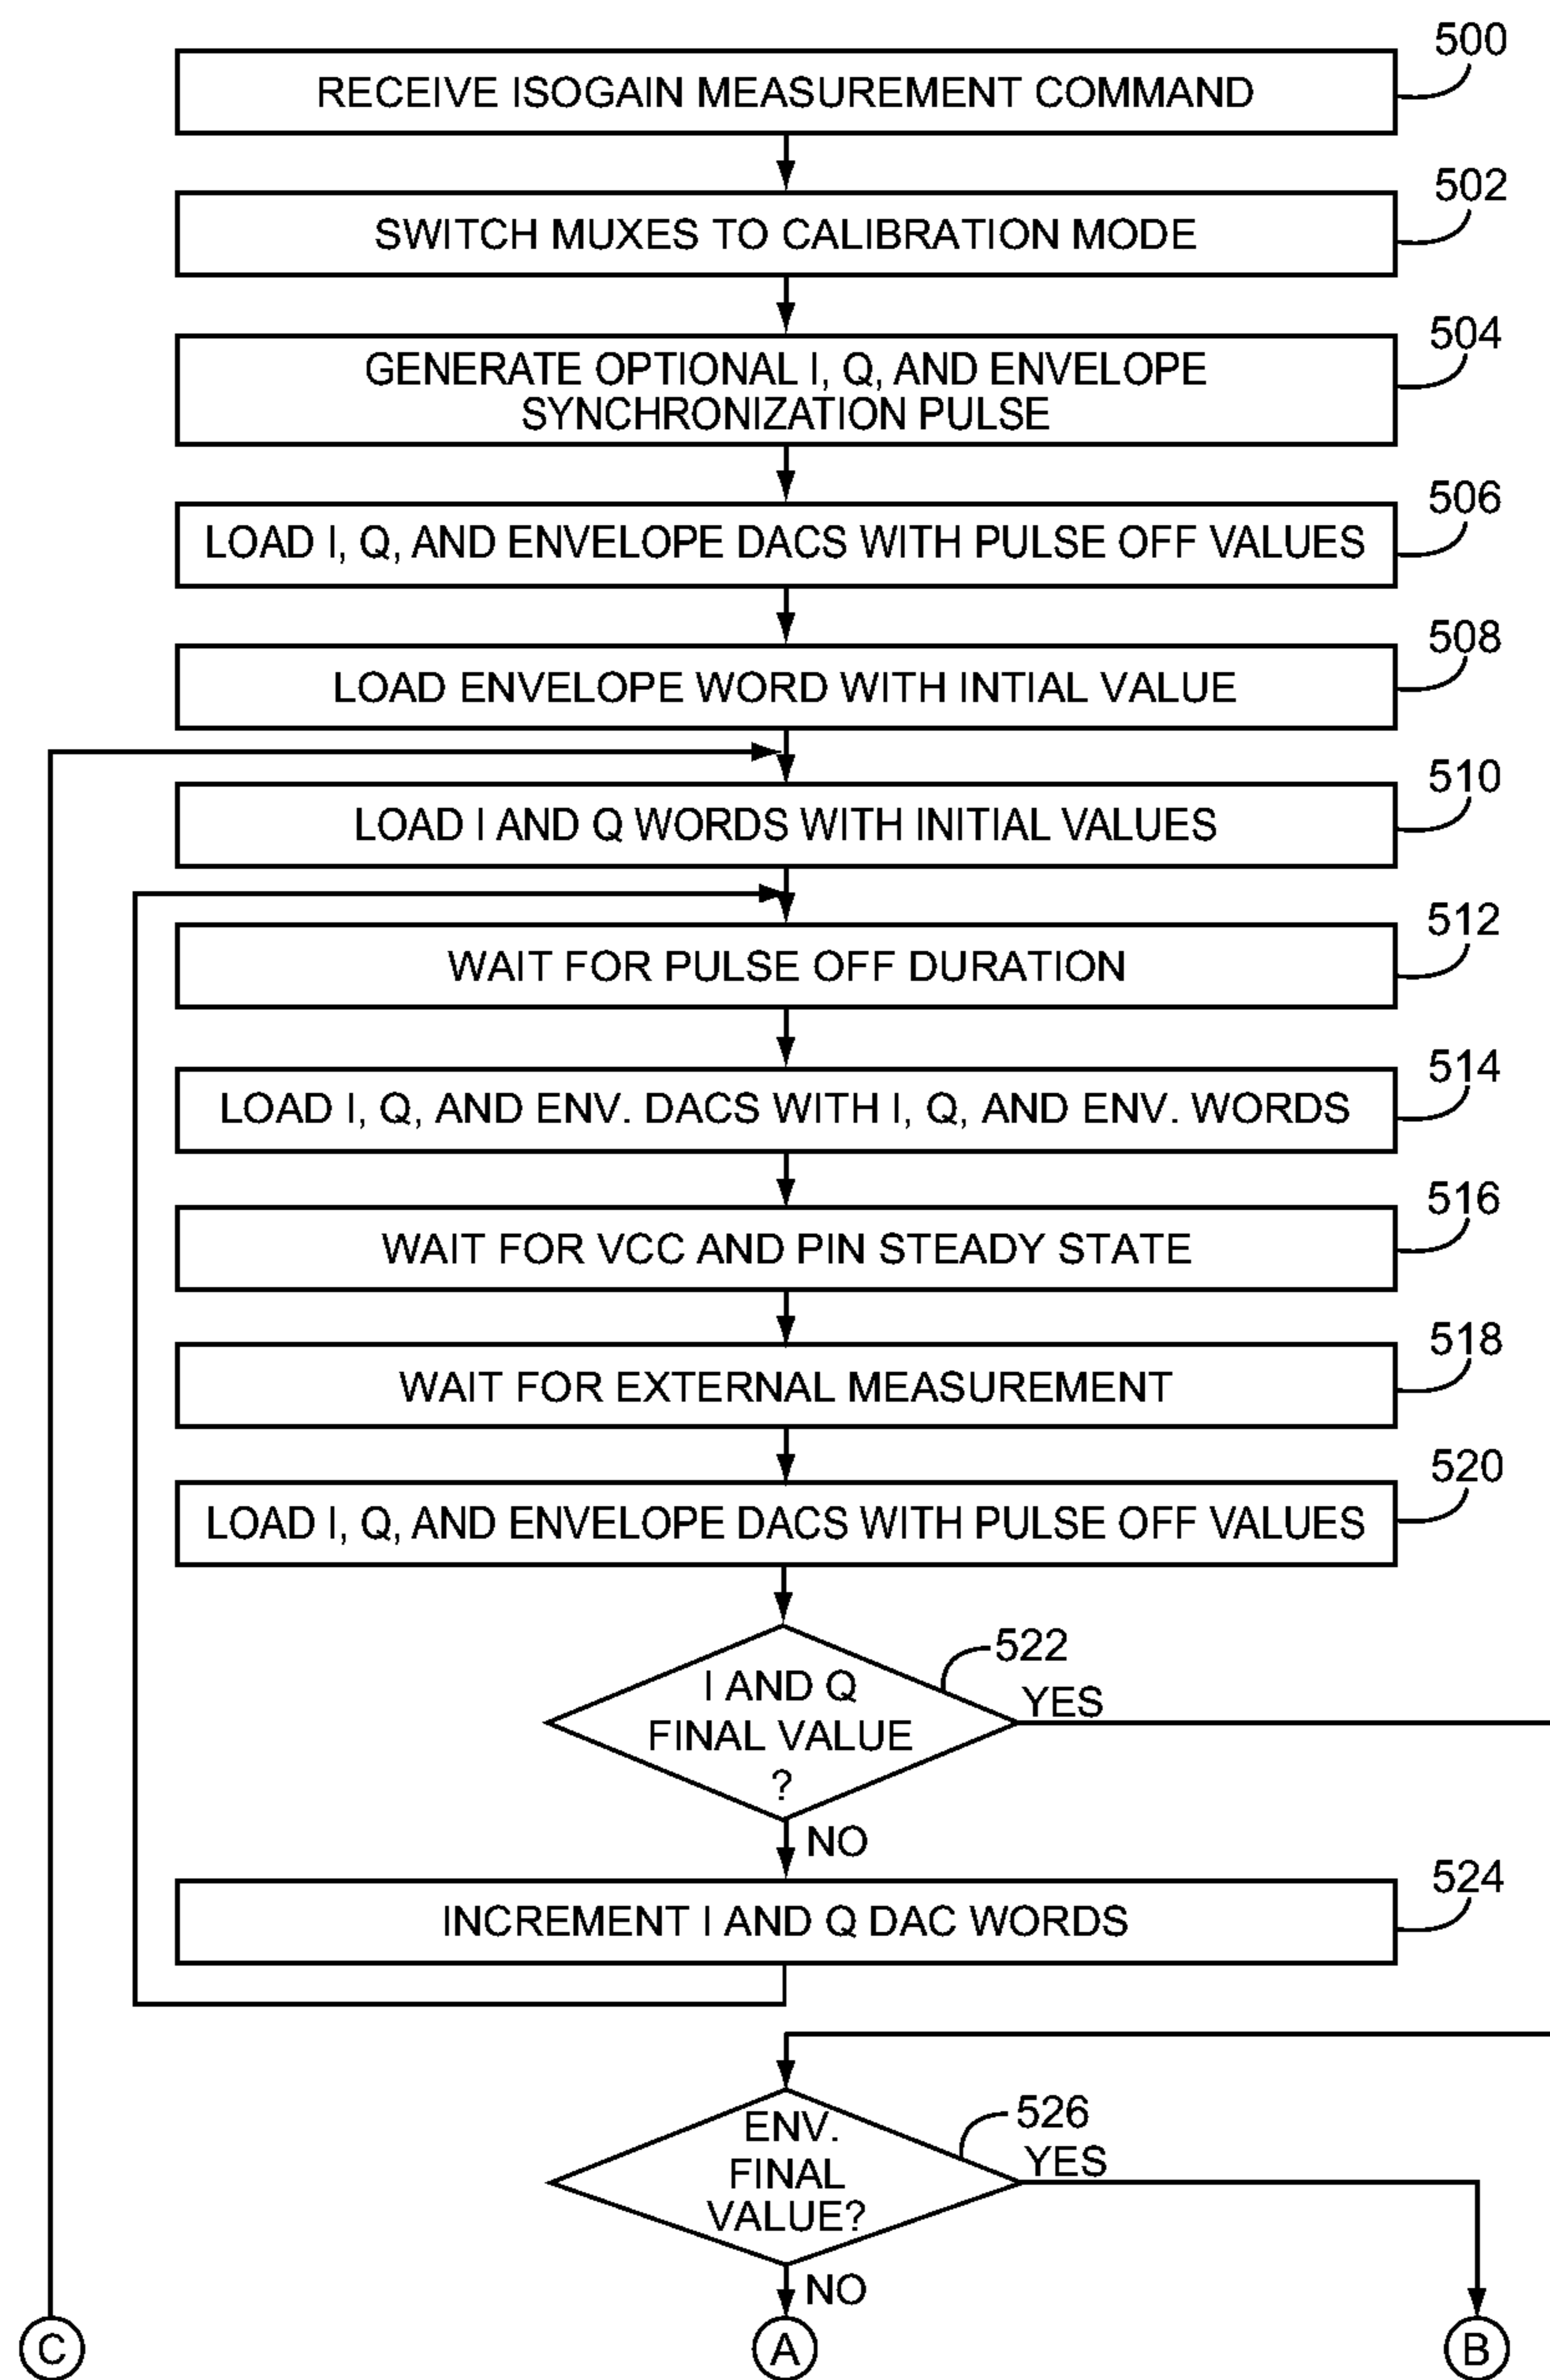 500
RECEIVE ISOGAIN MEASUREMENT COMMAND
502
SWITCH MUXES TO CALIBRATION MODE
504
GENERATE OPTIONAL I, Q, AND ENVELOPE
SYNCHRONIZATION PULSE
506
LOAD I, Q, AND ENVELOPE DACS WITH PULSE OFF VALUES
508
LOAD ENVELOPE WORD WITH INTIAL VALUE
510
LOAD I AND Q WORDS WITH INITIAL VALUES
512
WAIT FOR PULSE OFF DURATION
514
LOAD I, Q, AND ENV. DACS WITH I, Q, AND ENV. WORDS
516
WAIT FOR VCC AND PIN STEADY STATE
518
WAIT FOR EXTERNAL MEASUREMENT
520
LOAD I, Q, AND ENVELOPE DACS WITH PULSE OFF VALUES
522
I AND Q
FINAL VALUE
?
YES
NO
524
INCREMENT I AND Q DAC WORDS
526
ENV.
FINAL
VALUE?
YES
NO
C
A
B